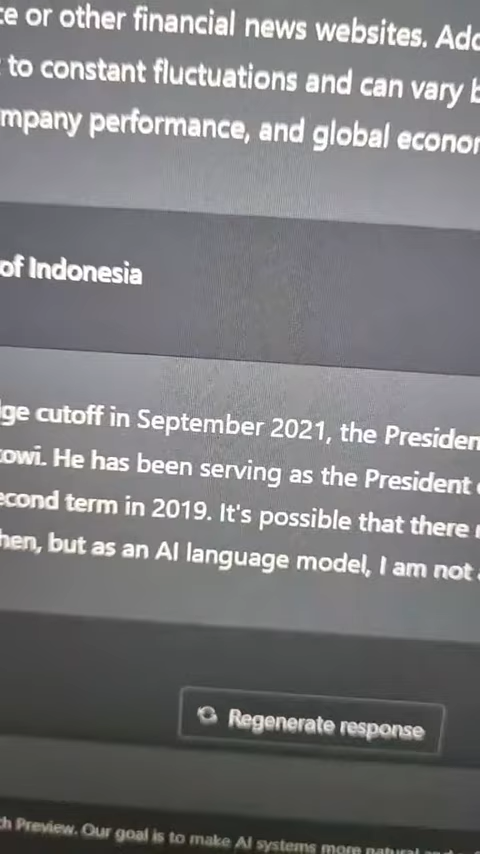 e or other financial news websites. Add
to constant fluctuations and can vary b
mpany performance, and global econor
of Indonesia
ge cutoff in September 2021, the Presiden
owi. He has been serving as the President
econd term in 2019. It's possible that there
hen, but as an AI language model, I am not
Regenerate response
ch Preview. Our goal is to make AI systems more natural and